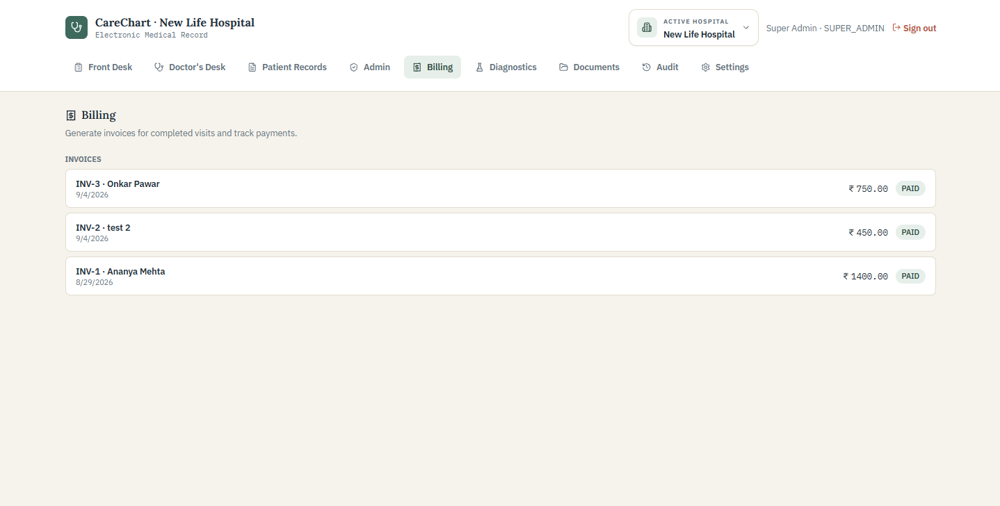 CareChart · New Life Hospital
Electronic Medical Record
ACTIVE HOSPITAL
New Life Hospital
Super Admin · SUPER_ADMIN
Sign out
Front Desk
Doctor's Desk
Patient Records
Admin
Billing
Diagnostics
Documents
Audit
Settings
Billing
Generate invoices for completed visits and track payments.
INVOICES
INV-3 · Onkar Pawar
9/4/2026
₹ 750.00
PAID
INV-2 · test 2
9/4/2026
₹ 450.00
PAID
INV-1 · Ananya Mehta
8/29/2026
₹ 1400.00
PAID